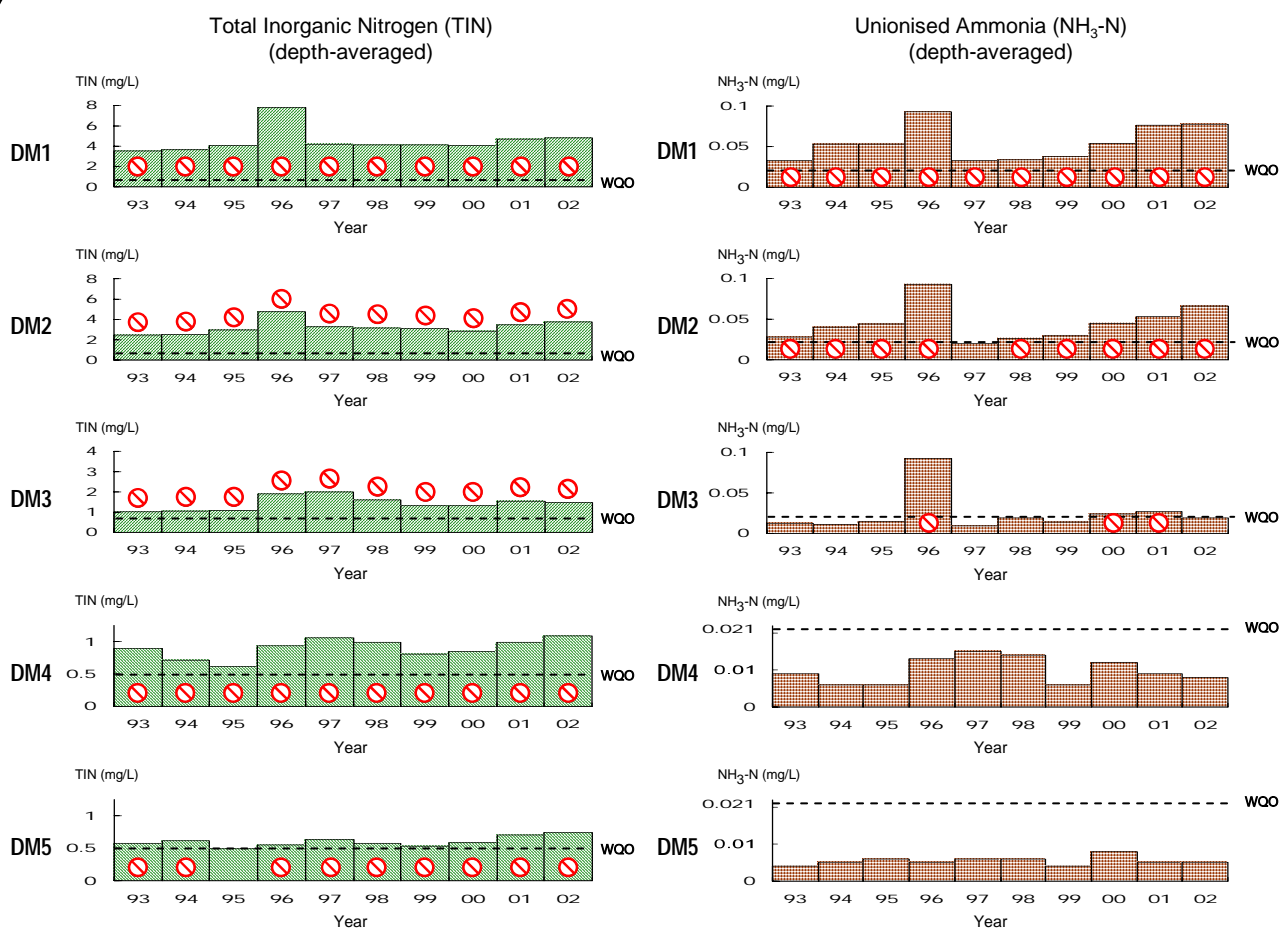 Total Inorganic Nitrogen (TIN)
(depth-averaged)
Unionised Ammonia (NH₃-N)
(depth-averaged)
DM1
TIN (mg/L)
8
6
4
2
0
WQO
93 94 95 96 97 98 99 00 01 02
Year
DM1
NH₃-N (mg/L)
0.1
0.05
0
WQO
93 94 95 96 97 98 99 00 01 02
Year
DM2
TIN (mg/L)
8
6
4
2
0
WQO
93 94 95 96 97 98 99 00 01 02
Year
DM2
NH₃-N (mg/L)
0.1
0.05
0
WQO
93 94 95 96 97 98 99 00 01 02
Year
DM3
TIN (mg/L)
4
3
2
1
0
WQO
93 94 95 96 97 98 99 00 01 02
Year
DM3
NH₃-N (mg/L)
0.1
0.05
0
WQO
93 94 95 96 97 98 99 00 01 02
Year
DM4
TIN (mg/L)
1
0.5
0
WQO
93 94 95 96 97 98 99 00 01 02
Year
DM4
NH₃-N (mg/L)
0.021
0.01
0
WQO
93 94 95 96 97 98 99 00 01 02
Year
DM5
TIN (mg/L)
1
0.5
0
WQO
93 94 95 96 97 98 99 00 01 02
Year
DM5
NH₃-N (mg/L)
0.021
0.01
0
WQO
93 94 95 96 97 98 99 00 01 02
Year